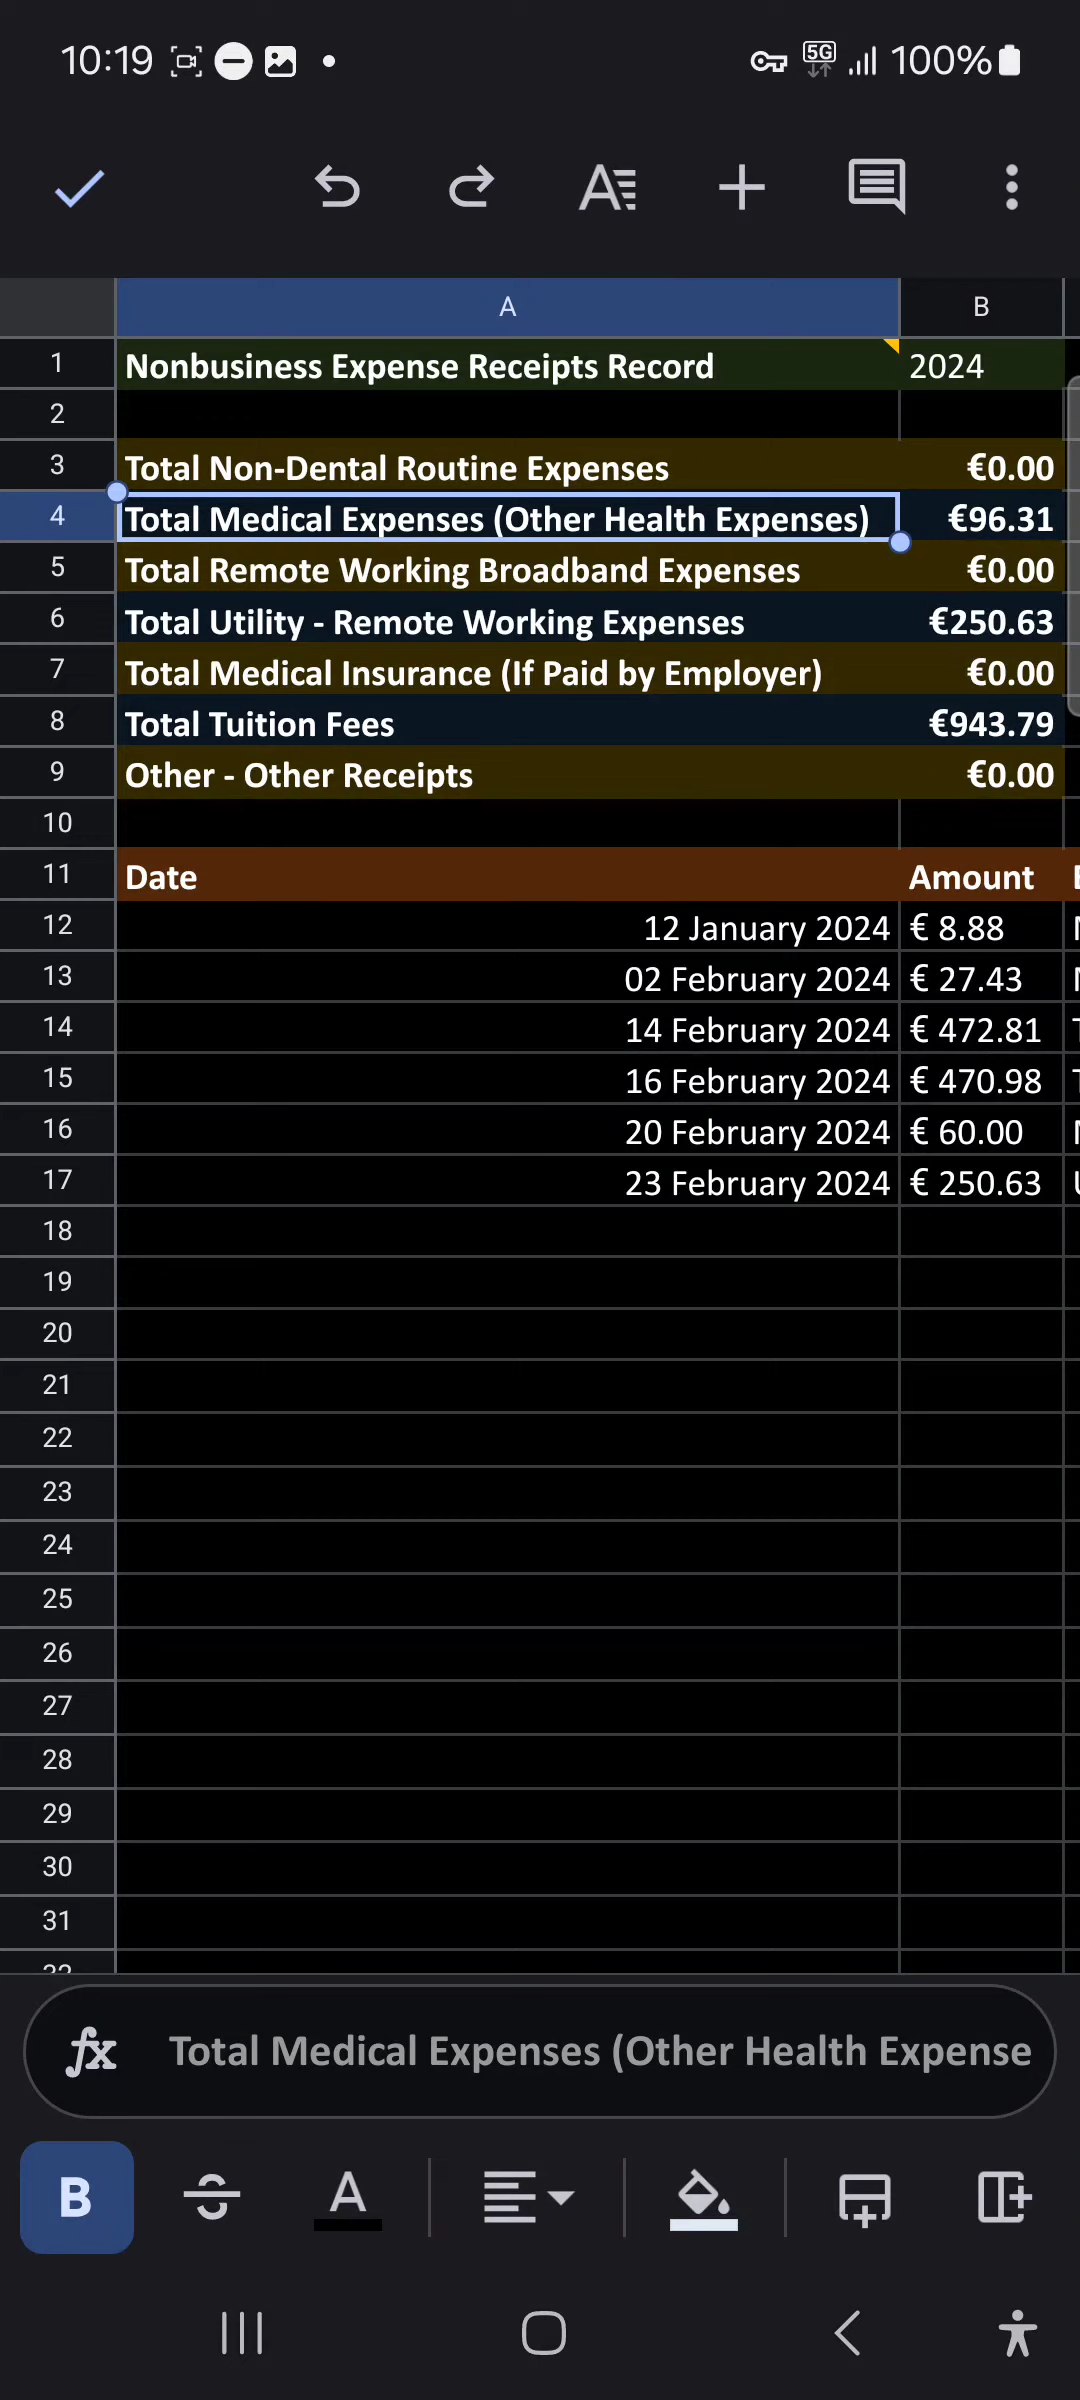 10:19 5G 100%
A B
1 Nonbusiness Expense Receipts Record 2024
2
3 Total Non-Dental Routine Expenses €0.00
4 Total Medical Expenses (Other Health Expenses) €96.31
5 Total Remote Working Broadband Expenses €0.00
6 Total Utility - Remote Working Expenses €250.63
7 Total Medical Insurance (If Paid by Employer) €0.00
8 Total Tuition Fees €943.79
9 Other - Other Receipts €0.00
10
11 Date Amount
12 12 January 2024 € 8.88
13 02 February 2024 € 27.43
14 14 February 2024 € 472.81
15 16 February 2024 € 470.98
16 20 February 2024 € 60.00
17 23 February 2024 € 250.63
18
19
20
21
22
23
24
25
26
27
28
29
30
31
fx Total Medical Expenses (Other Health Expense
B S A